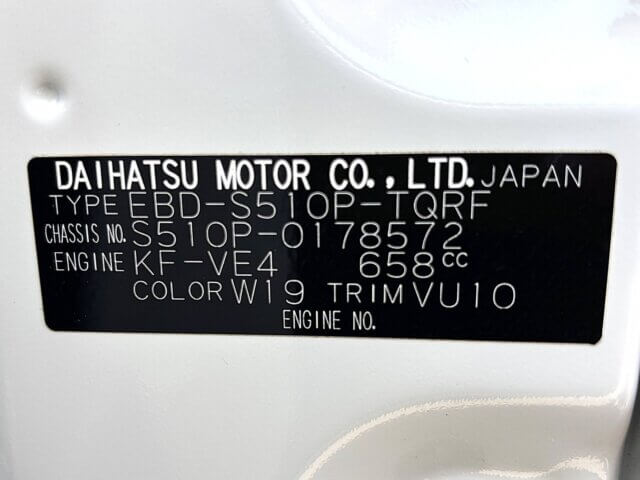 DAIHATSU MOTOR CO.,LTD. JAPAN
TYPE EBD-S510P-TQRF
CHASSIS NO. S510P-0178572
ENGINE KF-VE4 658cc
COLOR W19 TRIM VU10
ENGINE NO.